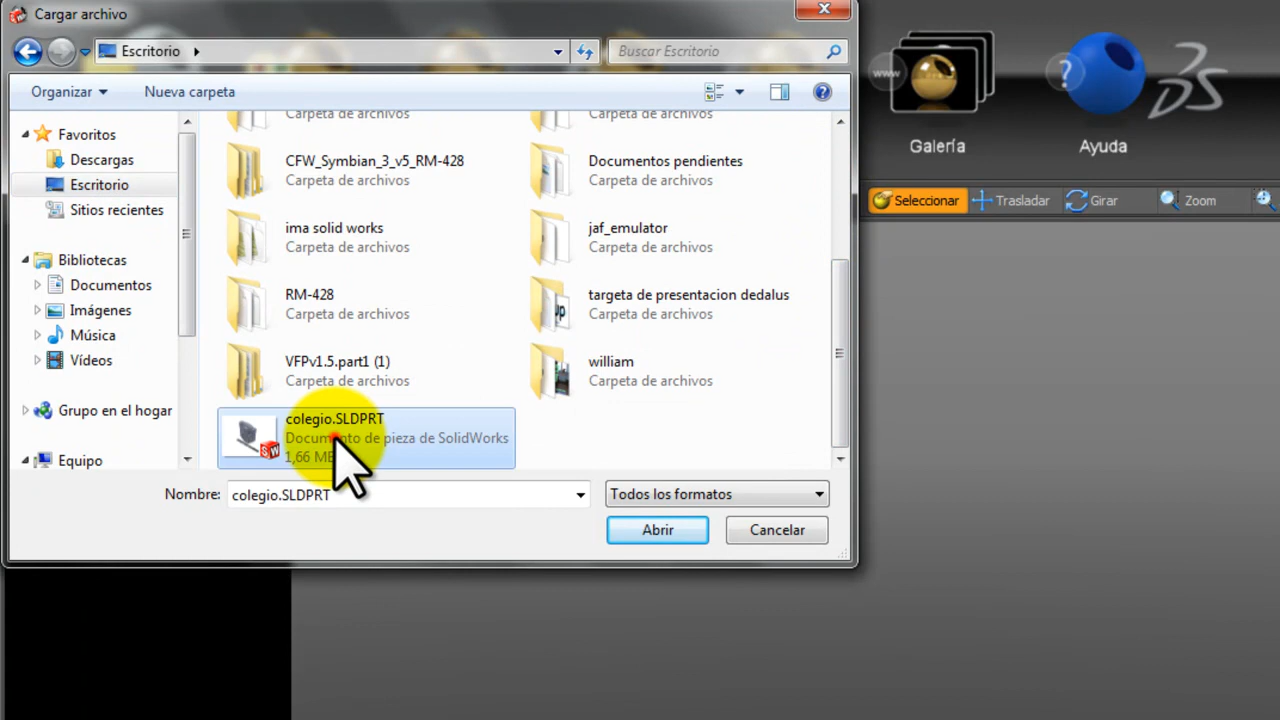 Cargar archivo
Escritorio
Buscar Escritorio
Organizar
Nueva carpeta
Favoritos
Descargas
Escritorio
Sitios recientes
Bibliotecas
Documentos
Imágenes
Música
Vídeos
Grupo en el hogar
Equipo
Carpeta de archivos
Carpeta de archivos
CFW_Symbian_3_v5_RM-428
Carpeta de archivos
Documentos pendientes
Carpeta de archivos
ima solid works
Carpeta de archivos
jaf_emulator
Carpeta de archivos
RM-428
Carpeta de archivos
targeta de presentacion dedalus
Carpeta de archivos
VFPv1.5.part1 (1)
Carpeta de archivos
william
Carpeta de archivos
colegio.SLDPRT
Documento de pieza de SolidWorks
1,66 MB
Nombre:
colegio.SLDPRT
Todos los formatos
Abrir
Cancelar
www
Galería
?
Ayuda
Seleccionar
Trasladar
Girar
Zoom